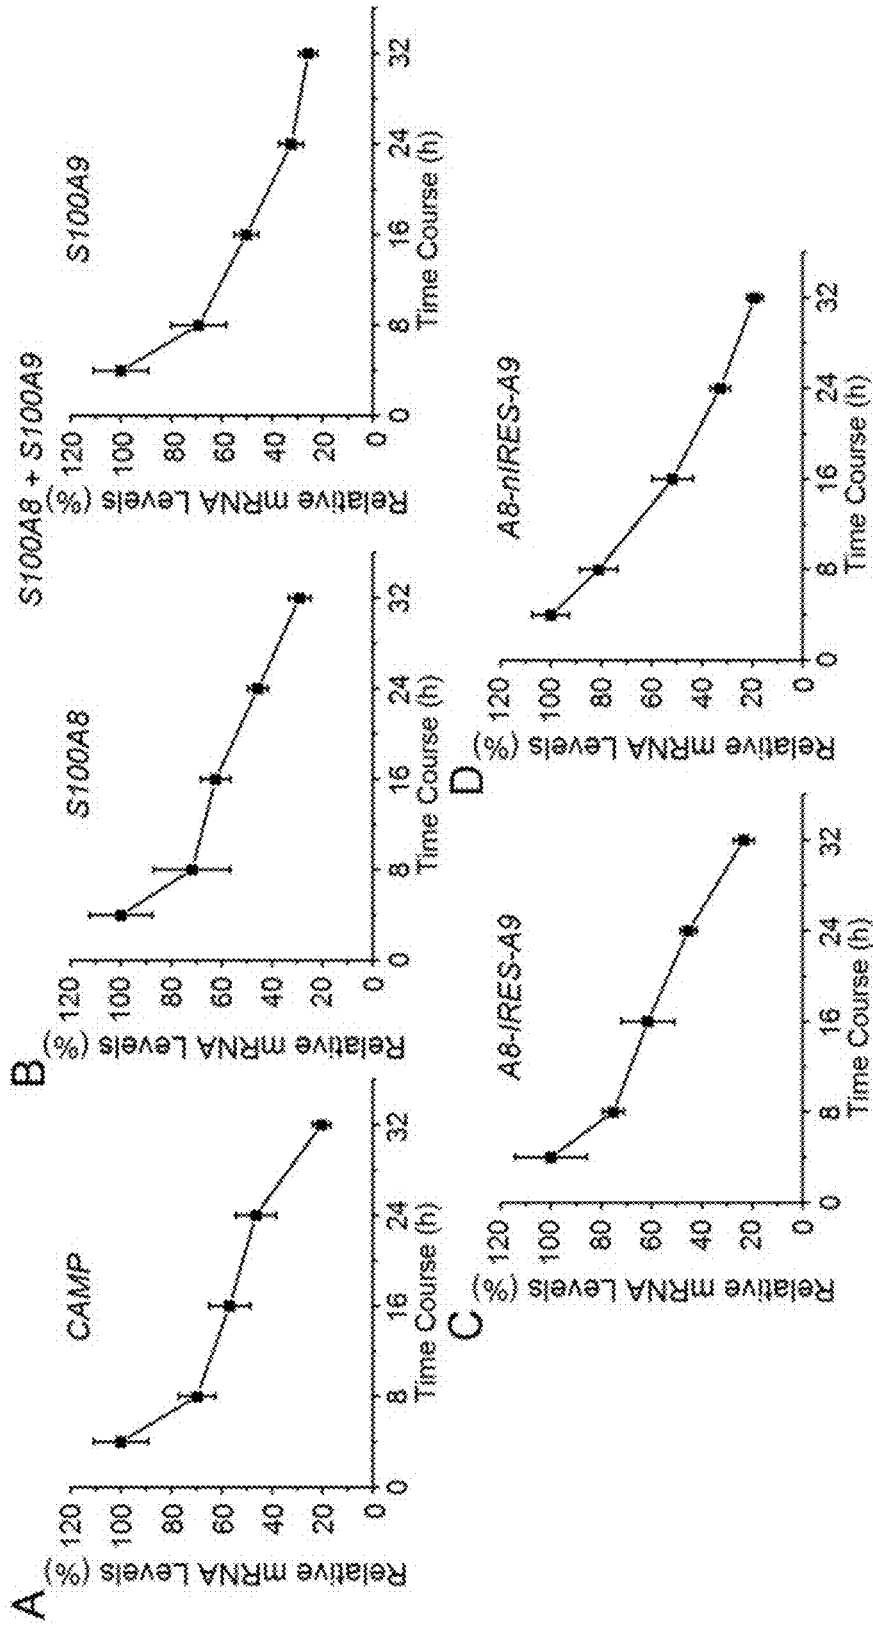 A
CAMP
Relative mRNA Levels (%)
120
100
80
60
40
20
0
0 8 16 24 32
Time Course (h)
B
S100A8 + S100A9
S100A8
Relative mRNA Levels (%)
120
100
80
60
40
20
0
0 8 16 24 32
Time Course (h)
S100A9
Relative mRNA Levels (%)
120
100
80
60
40
20
0
0 8 16 24 32
Time Course (h)
C
A8-IRES-A9
Relative mRNA Levels (%)
120
100
80
60
40
20
0
0 8 16 24 32
Time Course (h)
D
A8-nIRES-A9
Relative mRNA Levels (%)
120
100
80
60
40
20
0
0 8 16 24 32
Time Course (h)